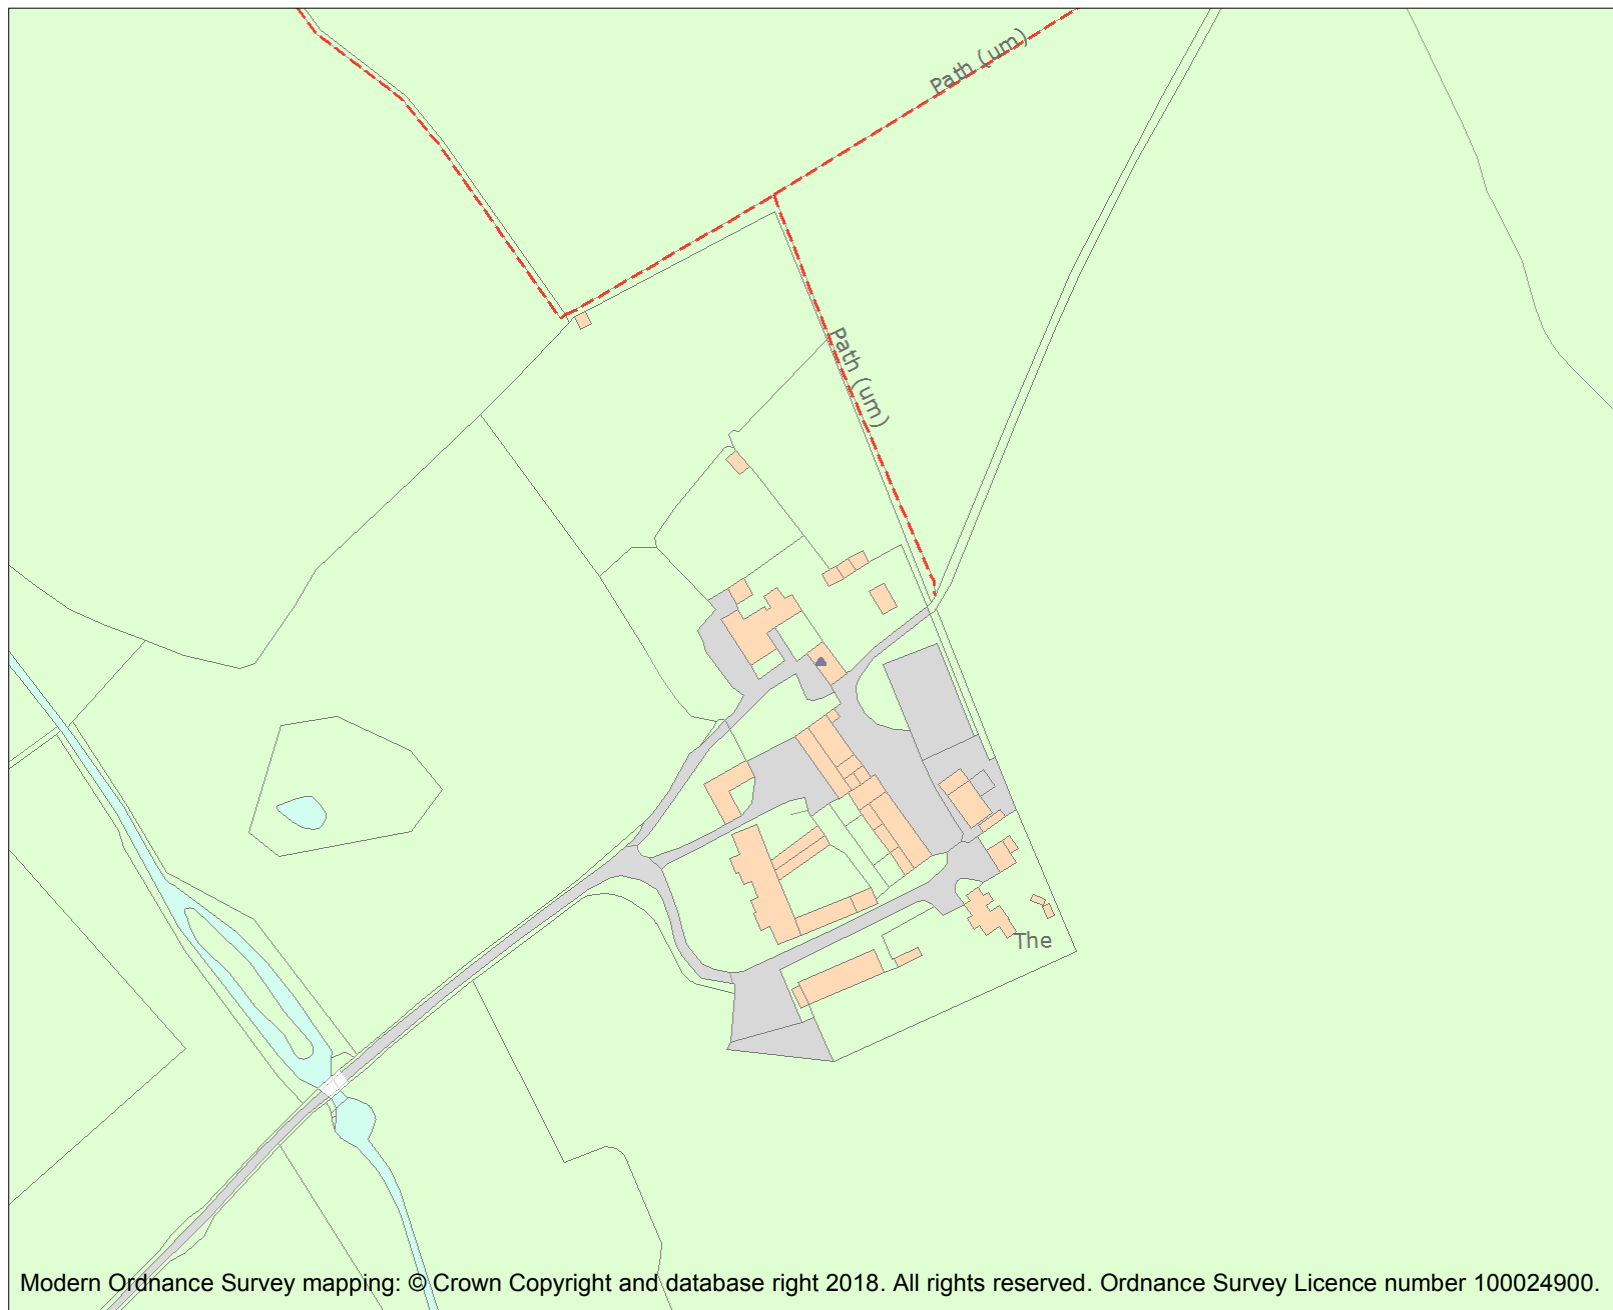 Path (um)
Path (um)
The
Modern Ordnance Survey mapping: © Crown Copyright and database right 2018. All rights reserved. Ordnance Survey Licence number 100024900.